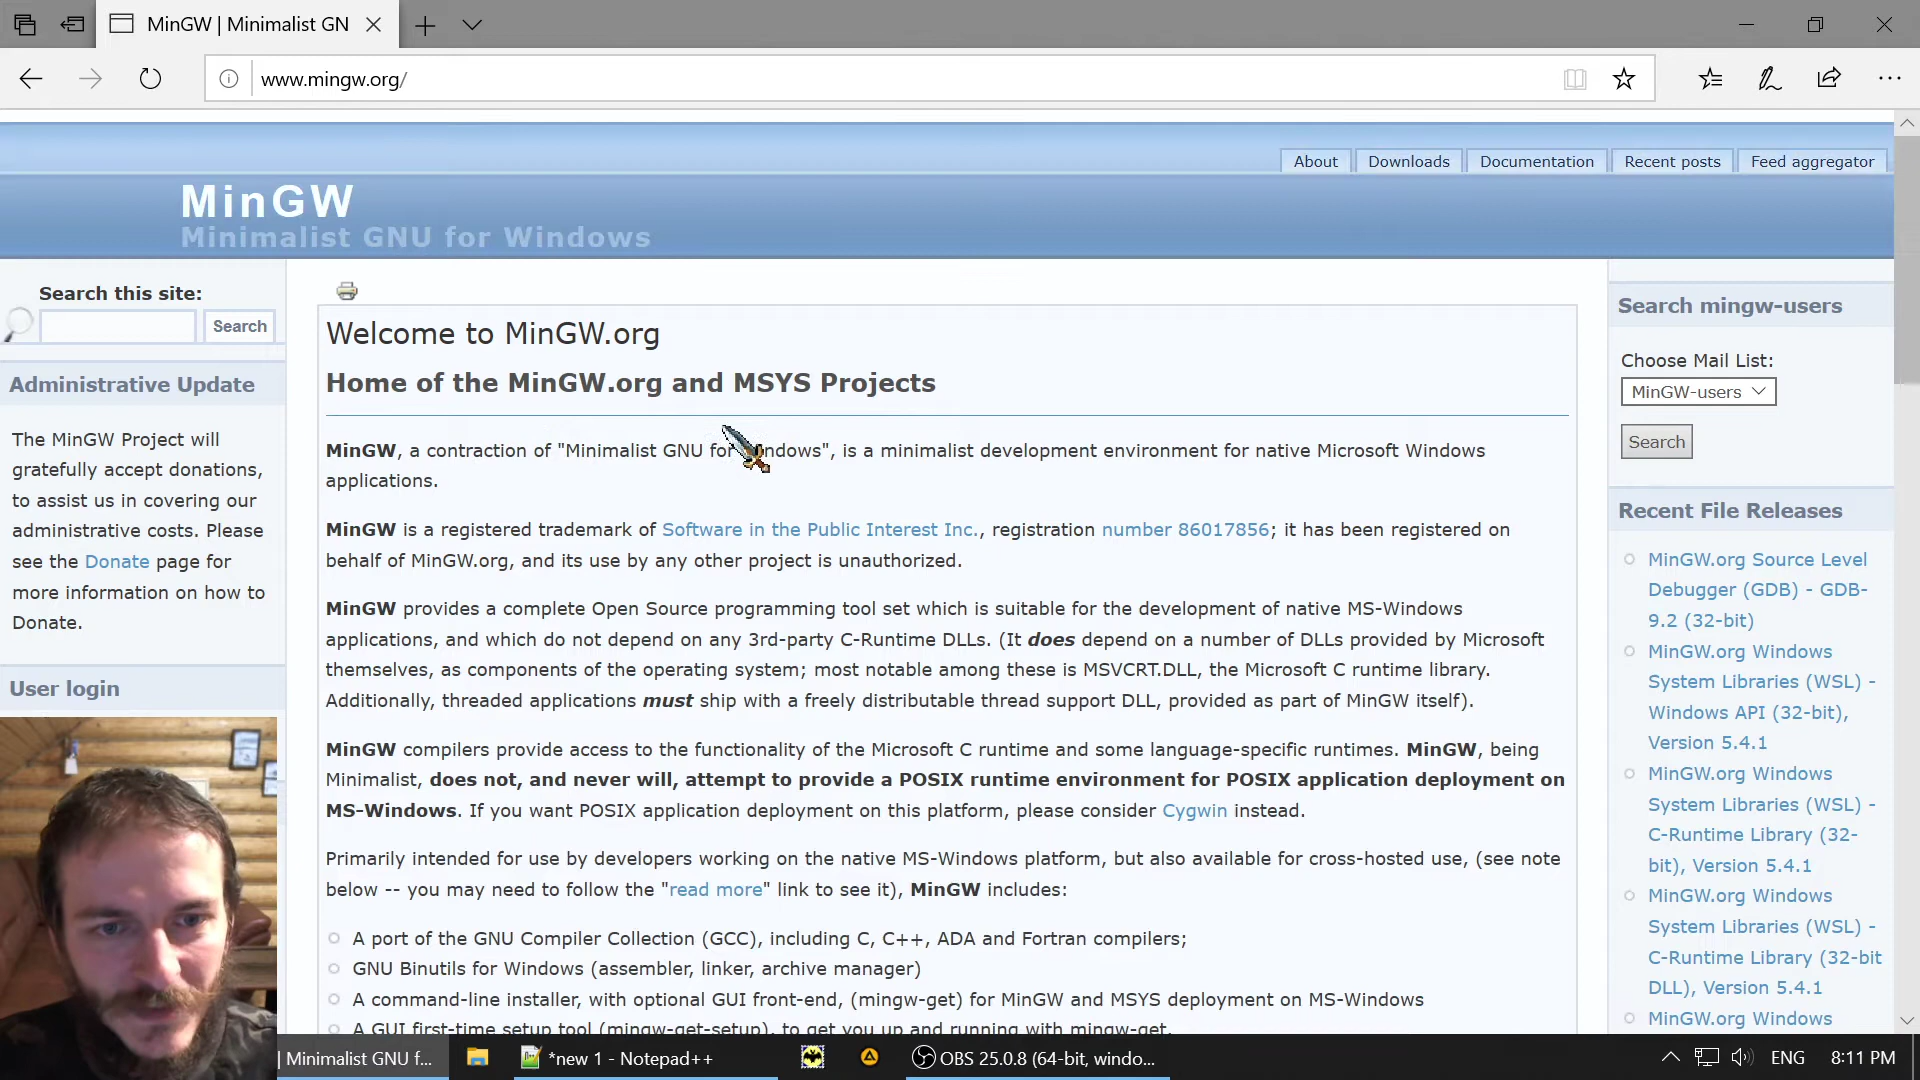 MinGW | Minimalist GN
www.mingw.org/
About Downloads Documentation Recent posts Feed aggregator
MinGW
Minimalist GNU for Windows
Search this site:
Search
Administrative Update
The MinGW Project will
gratefully accept donations,
to assist us in covering our
administrative costs. Please
see the Donate page for
more information on how to
Donate.
User login
Welcome to MinGW.org
Home of the MinGW.org and MSYS Projects
MinGW, a contraction of "Minimalist GNU for Windows", is a minimalist development environment for native Microsoft Windows
applications.
MinGW is a registered trademark of Software in the Public Interest Inc., registration number 86017856; it has been registered on
behalf of MinGW.org, and its use by any other project is unauthorized.
MinGW provides a complete Open Source programming tool set which is suitable for the development of native MS-Windows
applications, and which do not depend on any 3rd-party C-Runtime DLLs. (It does depend on a number of DLLs provided by Microsoft
themselves, as components of the operating system; most notable among these is MSVCRT.DLL, the Microsoft C runtime library.
Additionally, threaded applications must ship with a freely distributable thread support DLL, provided as part of MinGW itself).
MinGW compilers provide access to the functionality of the Microsoft C runtime and some language-specific runtimes. MinGW, being
Minimalist, does not, and never will, attempt to provide a POSIX runtime environment for POSIX application deployment on
MS-Windows. If you want POSIX application deployment on this platform, please consider Cygwin instead.
Primarily intended for use by developers working on the native MS-Windows platform, but also available for cross-hosted use, (see note
below -- you may need to follow the "read more" link to see it), MinGW includes:
A port of the GNU Compiler Collection (GCC), including C, C++, ADA and Fortran compilers;
GNU Binutils for Windows (assembler, linker, archive manager)
A command-line installer, with optional GUI front-end, (mingw-get) for MinGW and MSYS deployment on MS-Windows
A GUI first-time setup tool (mingw-get-setup), to get you up and running with mingw-get.
Search mingw-users
Choose Mail List:
MinGW-users
Search
Recent File Releases
MinGW.org Source Level
Debugger (GDB) - GDB-
9.2 (32-bit)
MinGW.org Windows
System Libraries (WSL) -
Windows API (32-bit),
Version 5.4.1
MinGW.org Windows
System Libraries (WSL) -
C-Runtime Library (32-
bit), Version 5.4.1
MinGW.org Windows
System Libraries (WSL) -
C-Runtime Library (32-bit
DLL), Version 5.4.1
MinGW.org Windows
| Minimalist GNU f... *new 1 - Notepad++ OBS 25.0.8 (64-bit, windo... ENG 8:11 PM